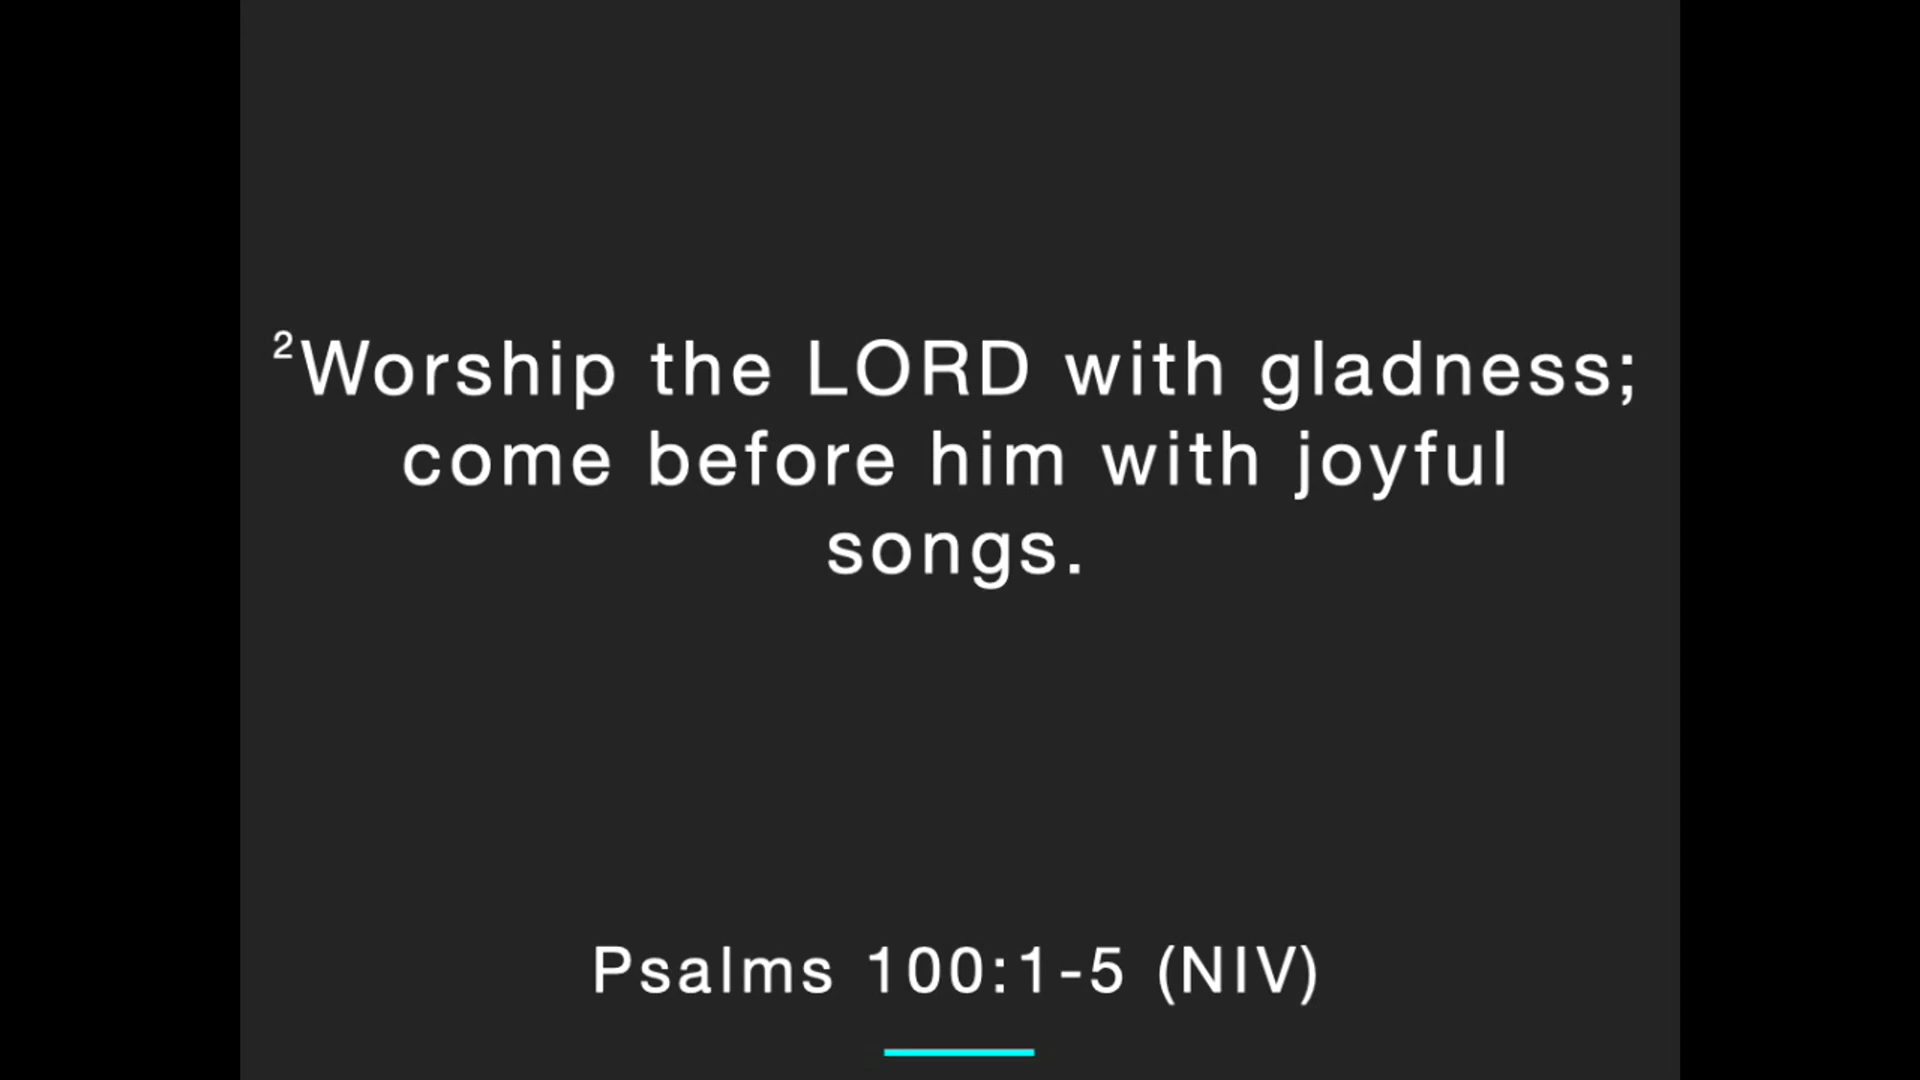 ²Worship the LORD with gladness;
come before him with joyful
songs.
Psalms 100:1-5 (NIV)